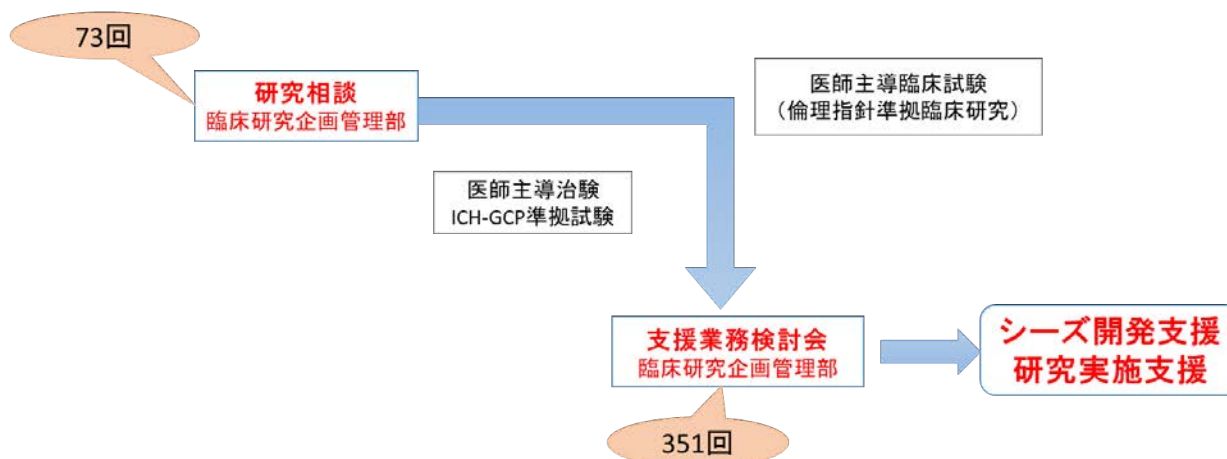 73回
研究相談
臨床研究企画管理部
医師主導臨床試験
（倫理指針準拠臨床研究）
医師主導治験
ICH-GCP準拠試験
支援業務検討会
臨床研究企画管理部
シーズ開発支援
研究実施支援
351回